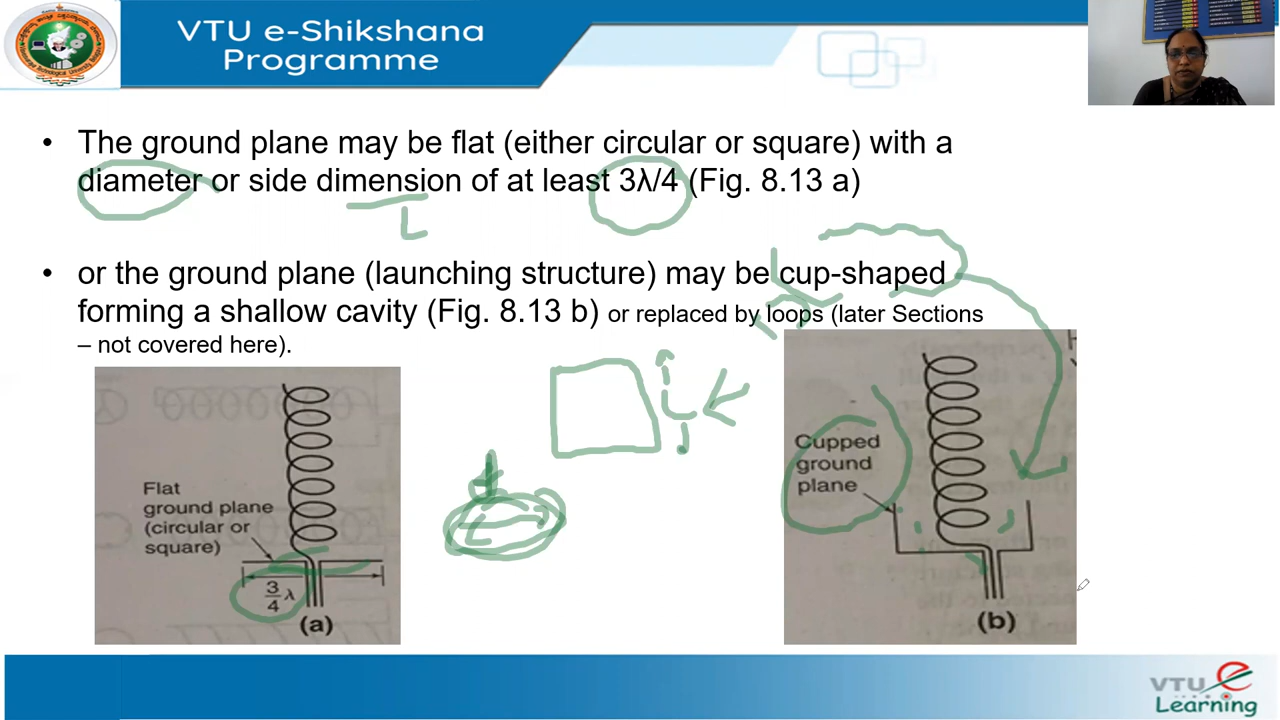 VTU e-Shikshana
Programme
• The ground plane may be flat (either circular or square) with a
diameter or side dimension of at least 3λ/4 (Fig. 8.13 a)
L
• or the ground plane (launching structure) may be cup-shaped
forming a shallow cavity (Fig. 8.13 b) or replaced by loops (later Sections
– not covered here).
Flat
ground plane
(circular or
square)
3/4 λ
(a)
Cupped
ground
plane
(b)
VTU e
Learning